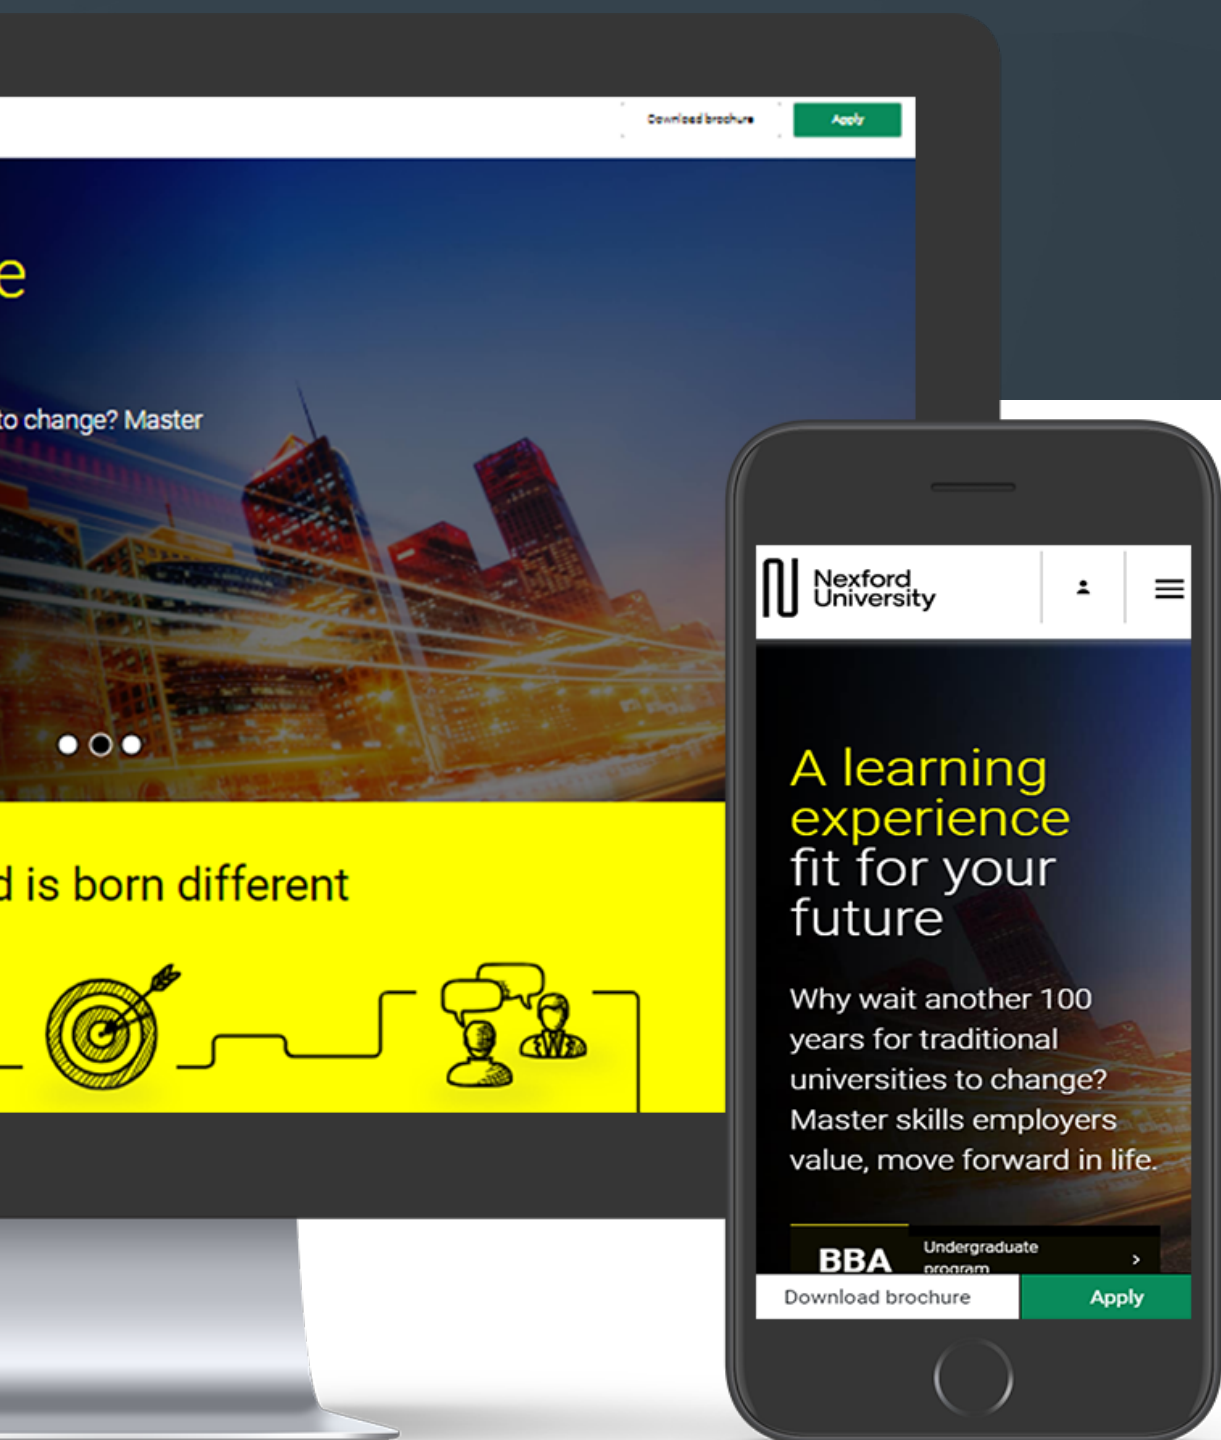 Download brochure
Apply
e
to change? Master
d is born different
Nexford
University
A learning
experience
fit for your
future
Why wait another 100
years for traditional
universities to change?
Master skills employers
value, move forward in life.
BBA
Undergraduate
program
Download brochure
Apply